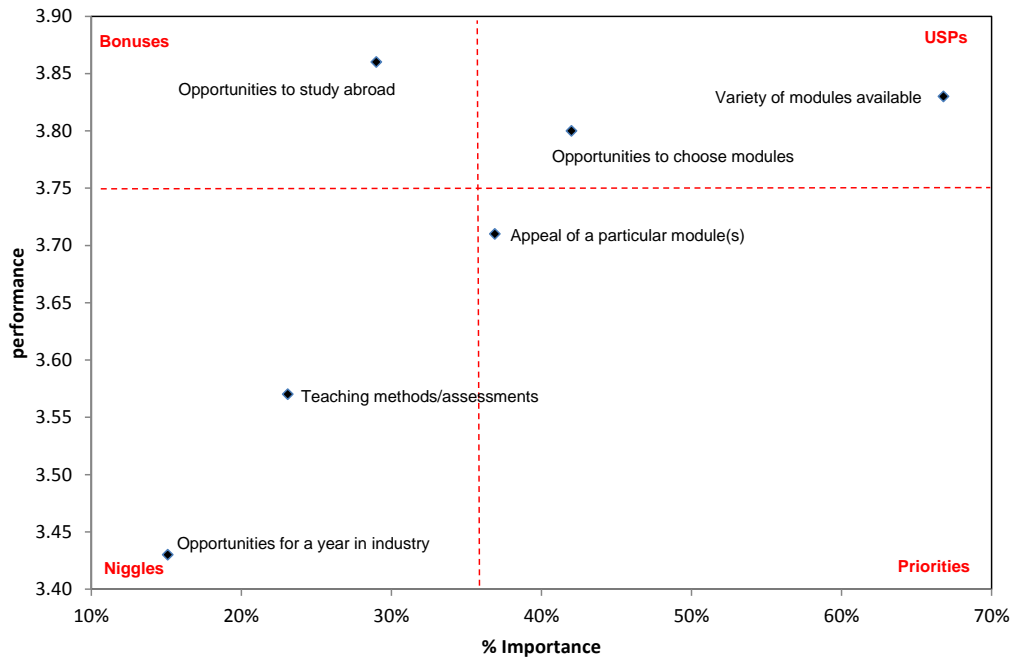 3.90
Bonuses
USPs
3.85
Opportunities to study abroad
Variety of modules available
3.80
Opportunities to choose modules
3.75
3.70
Appeal of a particular module(s)
3.65
performance
3.60
Teaching methods/assessments
3.55
3.50
3.45
Opportunities for a year in industry
Niggles
Priorities
3.40
10%
20%
30%
40%
50%
60%
70%
% Importance